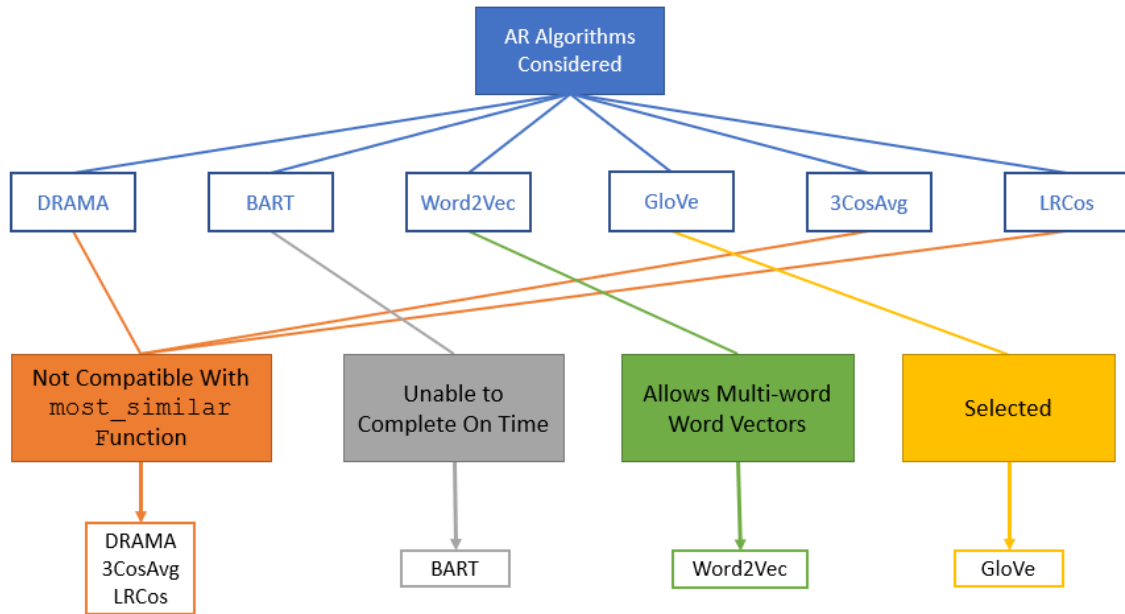 AR Algorithms
Considered
DRAMA
BART
Word2Vec
GloVe
3CosAvg
LRCos
Not Compatible With
most_similar
Function
Unable to
Complete On Time
Allows Multi-word
Word Vectors
Selected
DRAMA
3CosAvg
LRCos
BART
Word2Vec
GloVe